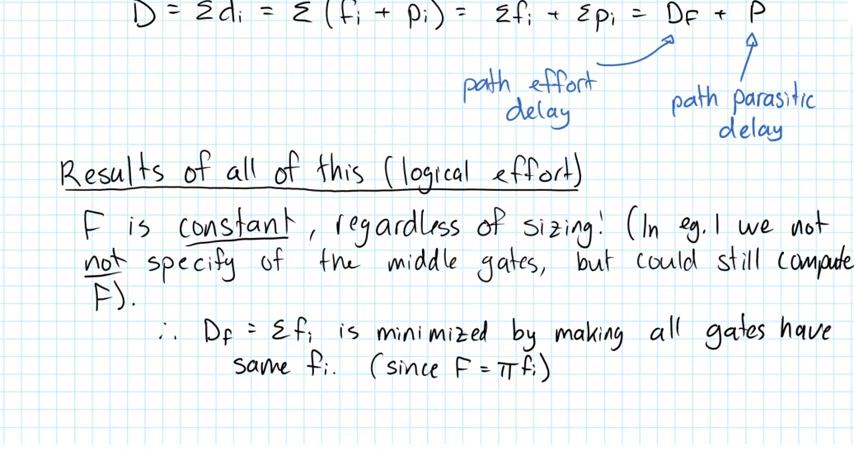 D = Σdi = Σ (fi + pi) = Σfi + Σpi = DF + P
path effort
delay
path parasitic
delay
Results of all of this (logical effort)
F is constant, regardless of sizing! (In eg. 1 we not
not specify of the middle gates, but could still compute
F).
∴ DF = Σfi is minimized by making all gates have
same fi. (since F = πfi)